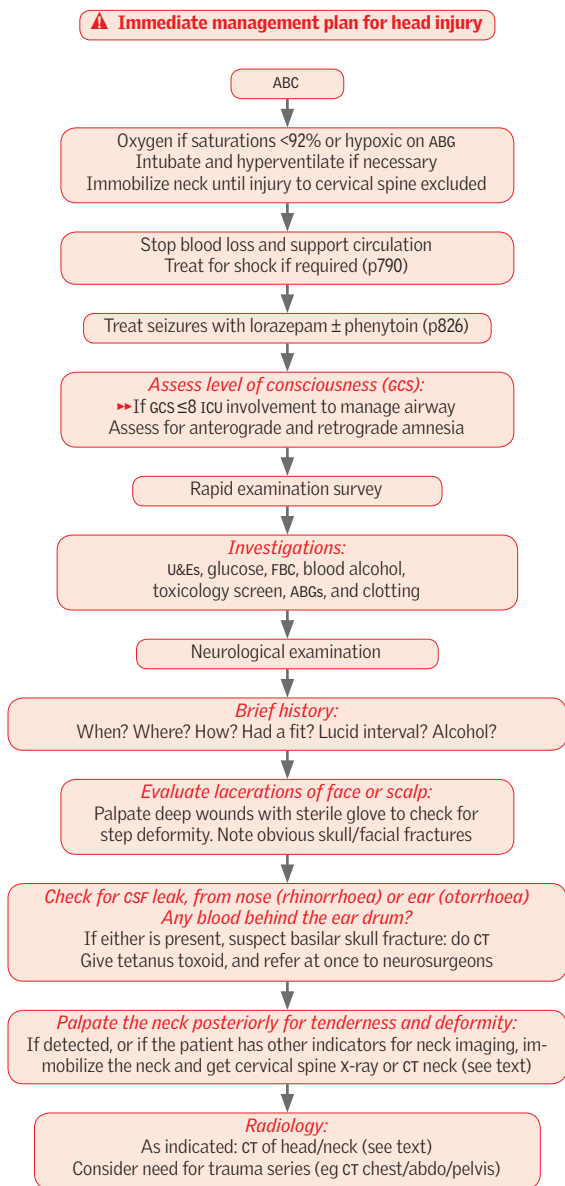 Immediate management plan for head injury
ABC
Oxygen if saturations <92% or hypoxic on ABG
Intubate and hyperventilate if necessary
Immobilize neck until injury to cervical spine excluded
Stop blood loss and support circulation
Treat for shock if required (p790)
Treat seizures with lorazepam ± phenytoin (p826)
Assess level of consciousness (GCS):
▸▸If GCS ≤8 ICU involvement to manage airway
Assess for anterograde and retrograde amnesia
Rapid examination survey
Investigations:
U&Es, glucose, FBC, blood alcohol,
toxicology screen, ABGs, and clotting
Neurological examination
Brief history:
When? Where? How? Had a fit? Lucid interval? Alcohol?
Evaluate lacerations of face or scalp:
Palpate deep wounds with sterile glove to check for
step deformity. Note obvious skull/facial fractures
Check for CSF leak, from nose (rhinorrhoea) or ear (otorrhoea)
Any blood behind the ear drum?
If either is present, suspect basilar skull fracture: do CT
Give tetanus toxoid, and refer at once to neurosurgeons
Palpate the neck posteriorly for tenderness and deformity:
If detected, or if the patient has other indicators for neck imaging, im-
mobilize the neck and get cervical spine X-ray or CT neck (see text)
Radiology:
As indicated: CT of head/neck (see text)
Consider need for trauma series (eg CT chest/abdo/pelvis)